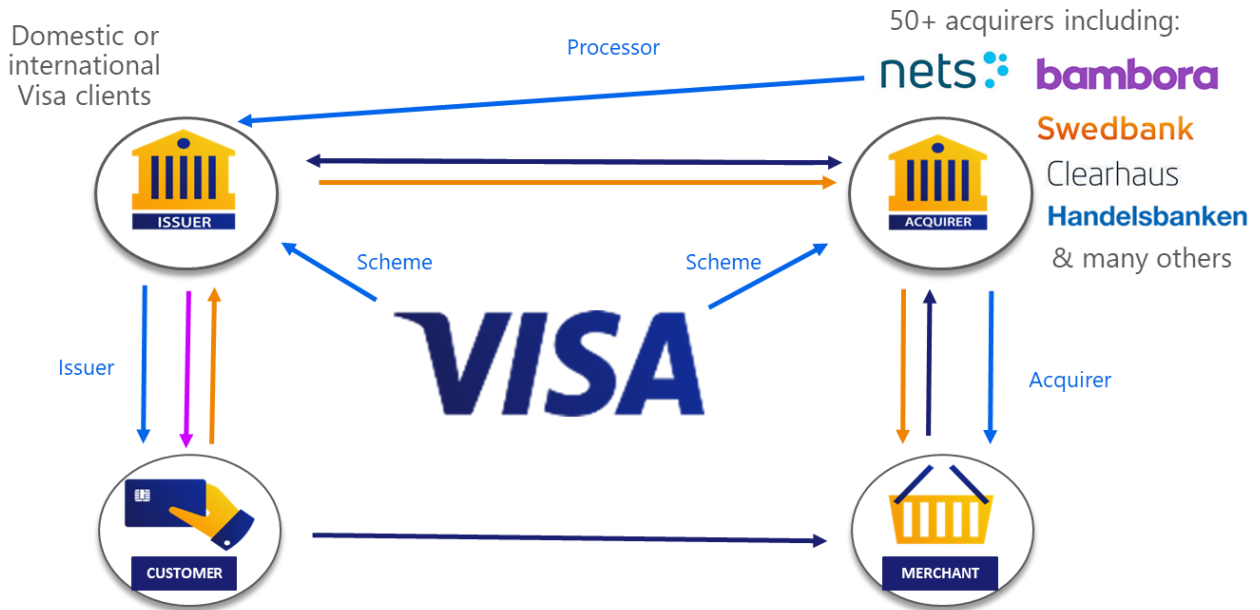 Domestic or
international
Visa clients
Processor
50+ acquirers including:
nets
bambora
Swedbank
Clearhaus
Handelsbanken
& many others
ISSUER
ACQUIRER
Scheme
Scheme
VISA
Issuer
Acquirer
CUSTOMER
MERCHANT